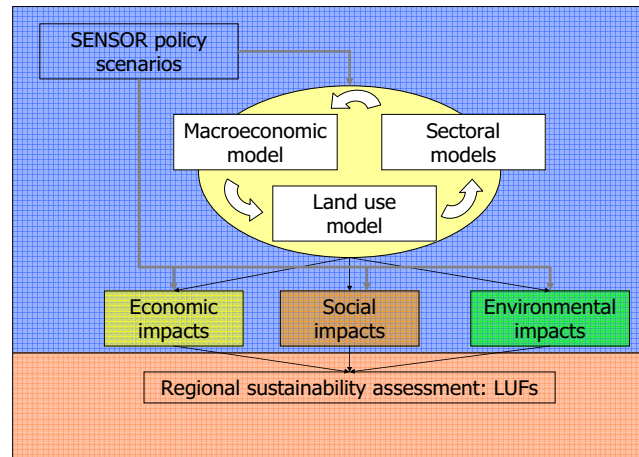 SENSOR policy
scenarios
Macroeconomic
model
Sectoral
models
Land use
model
Economic
impacts
Social
impacts
Environmental
impacts
Regional sustainability assessment: LUFs